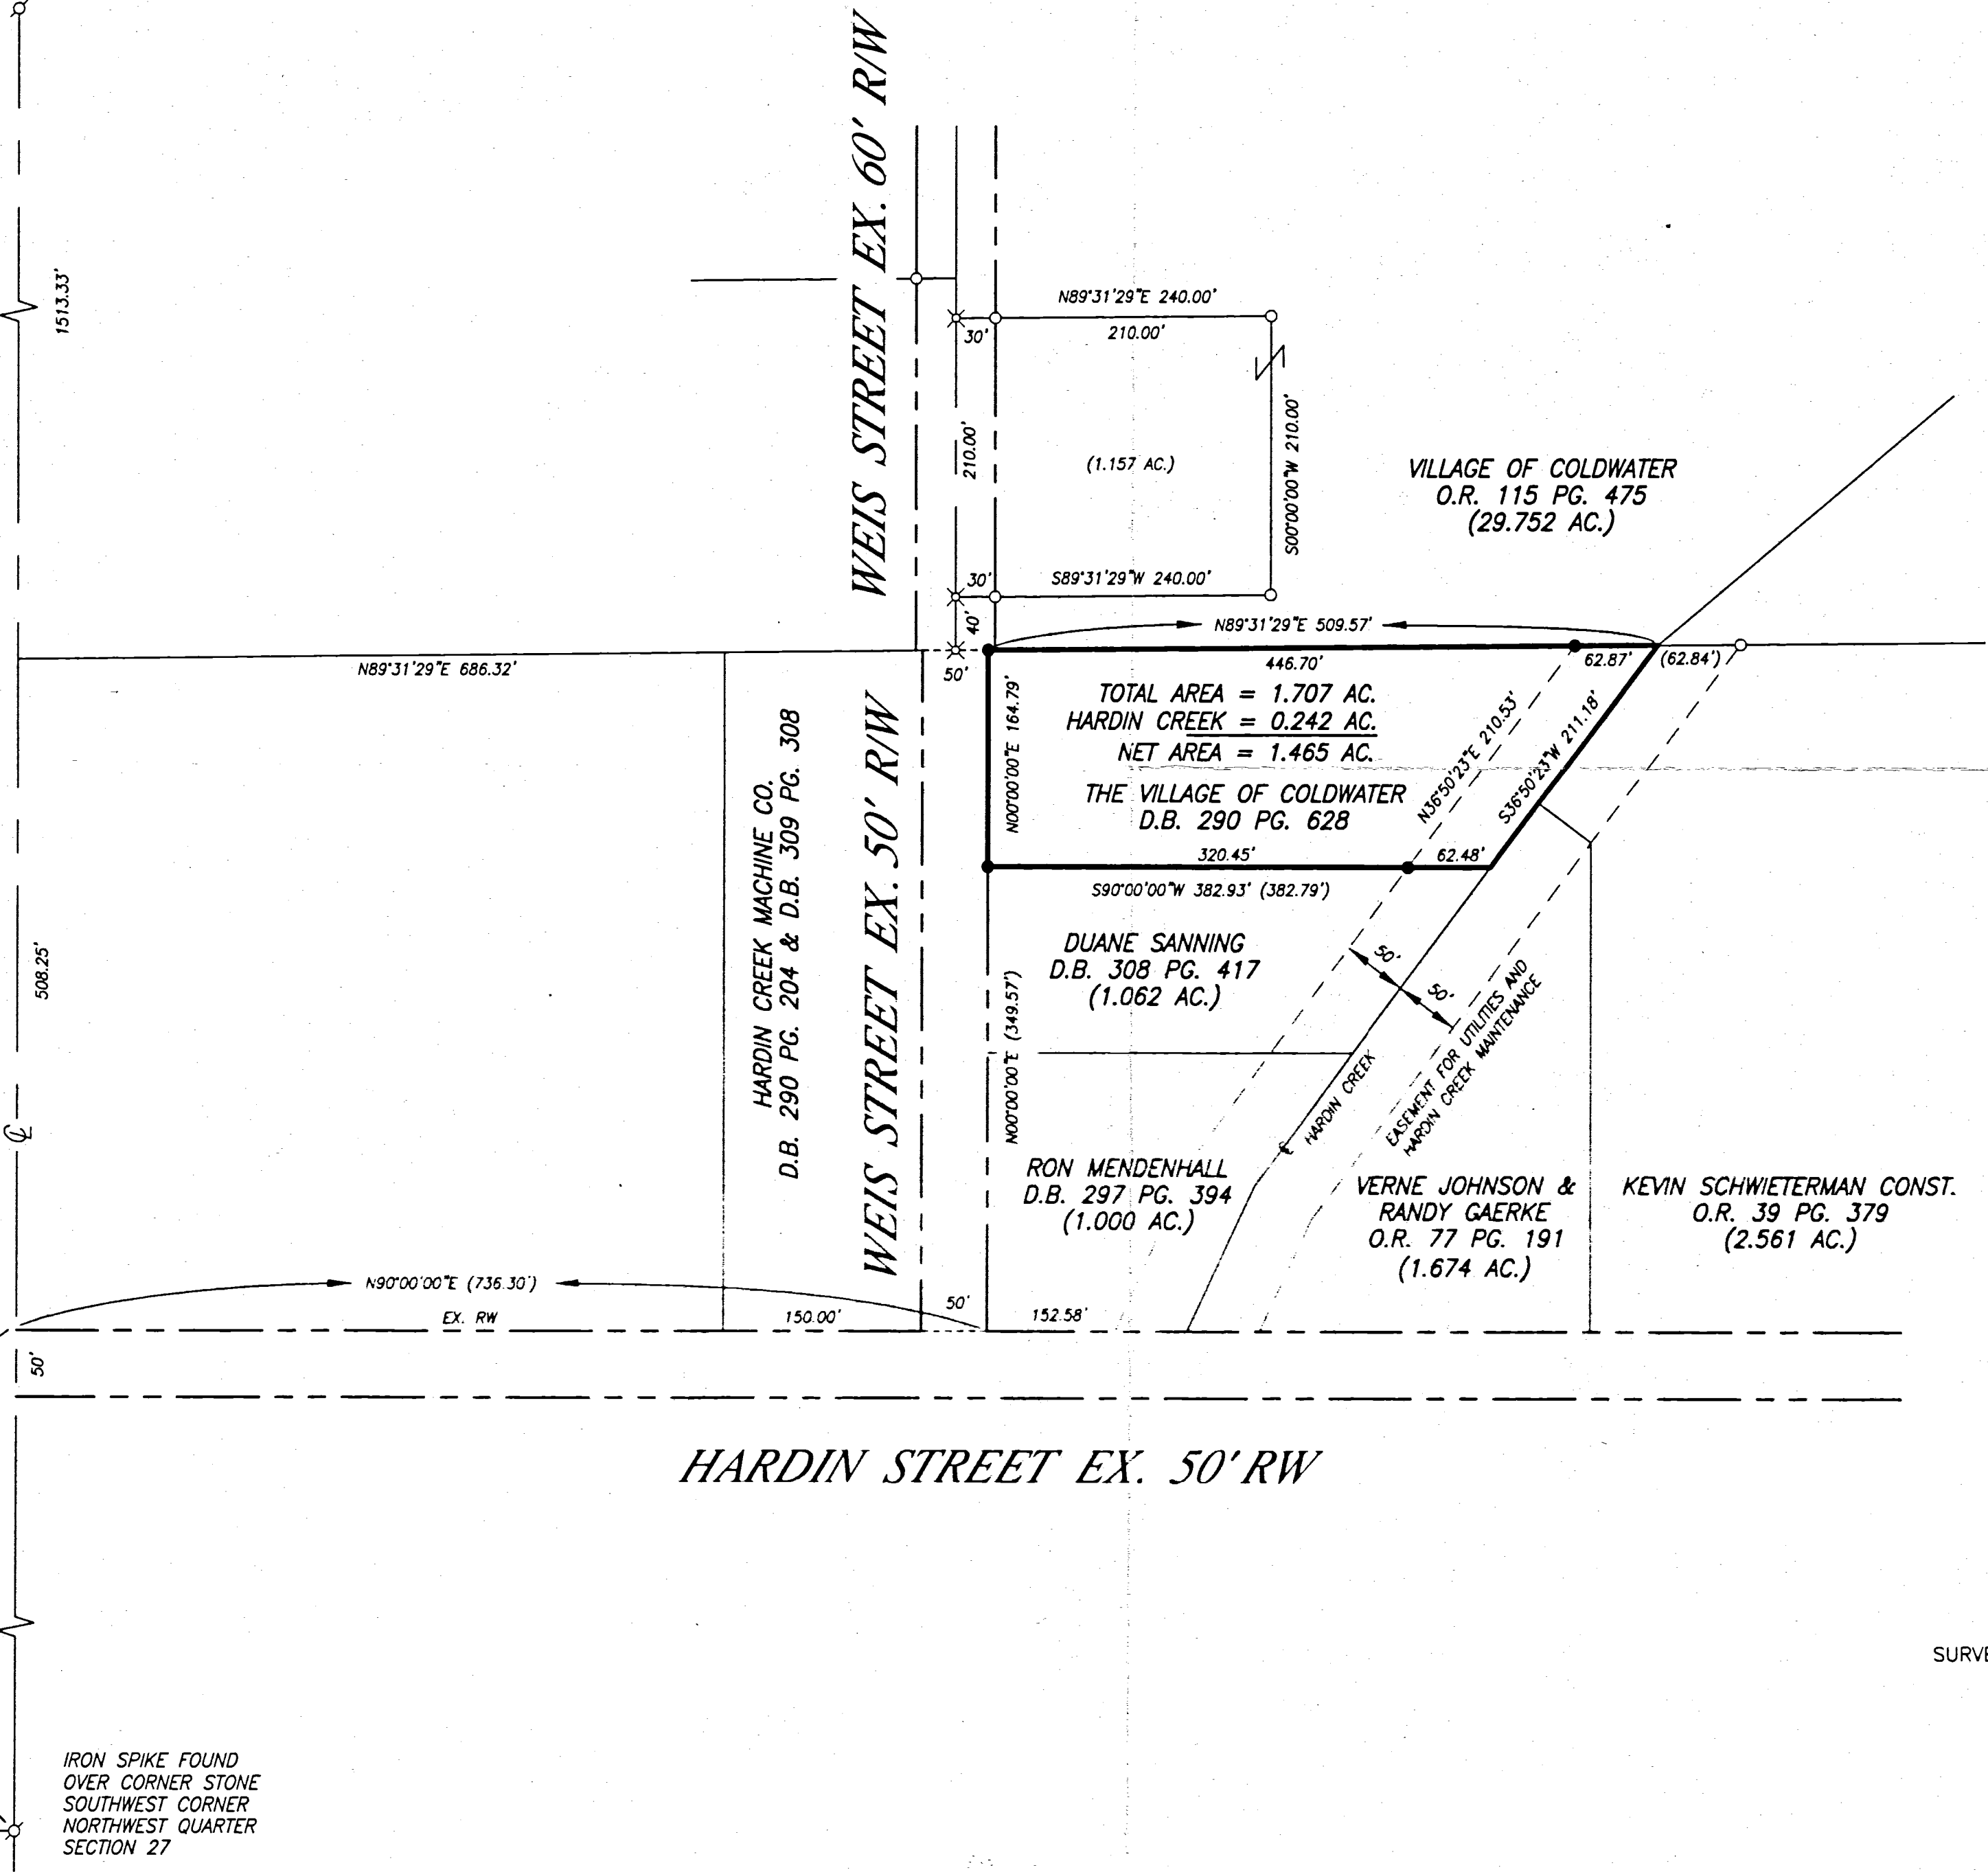 WEIS STREET EX. 60' R/W
1513.33'
N89°31'29"E 240.00'
30'
210.00'
210.00'
(1.157 AC.)
S00°00'00"W 210.00'
VILLAGE OF COLDWATER
O.R. 115 PG. 475
(29.752 AC.)
30'
S89°31'29"W 240.00'
40'
N89°31'29"E 509.57'
N89°31'29"E 686.32'
50'
446.70'
62.87'
(62.84')
N00°00'00"E 164.79'
TOTAL AREA = 1.707 AC.
HARDIN CREEK = 0.242 AC.
NET AREA = 1.465 AC.
THE VILLAGE OF COLDWATER
D.B. 290 PG. 628
N36°50'23"E 210.53'
S36°50'23"W 211.18'
320.45'
62.48'
S90°00'00"W 382.93' (382.79')
HARDIN CREEK MACHINE CO.
D.B. 290 PG. 204 & D.B. 309 PG. 308
WEIS STREET EX. 50' R/W
508.25'
DUANE SANNING
D.B. 308 PG. 417
(1.062 AC.)
50'
50'
N00°00'00"E (349.57')
HARDIN CREEK
EASEMENT FOR UTILITIES AND
HARDIN CREEK MAINTENANCE
RON MENDENHALL
D.B. 297 PG. 394
(1.000 AC.)
VERNE JOHNSON &
RANDY GAERKE
O.R. 77 PG. 191
(1.674 AC.)
KEVIN SCHWIETERMAN CONST.
O.R. 39 PG. 379
(2.561 AC.)
N90°00'00"E (736.30')
EX. RW
150.00'
50'
152.58'
50'
HARDIN STREET EX. 50' RW
SURVE
IRON SPIKE FOUND
OVER CORNER STONE
SOUTHWEST CORNER
NORTHWEST QUARTER
SECTION 27